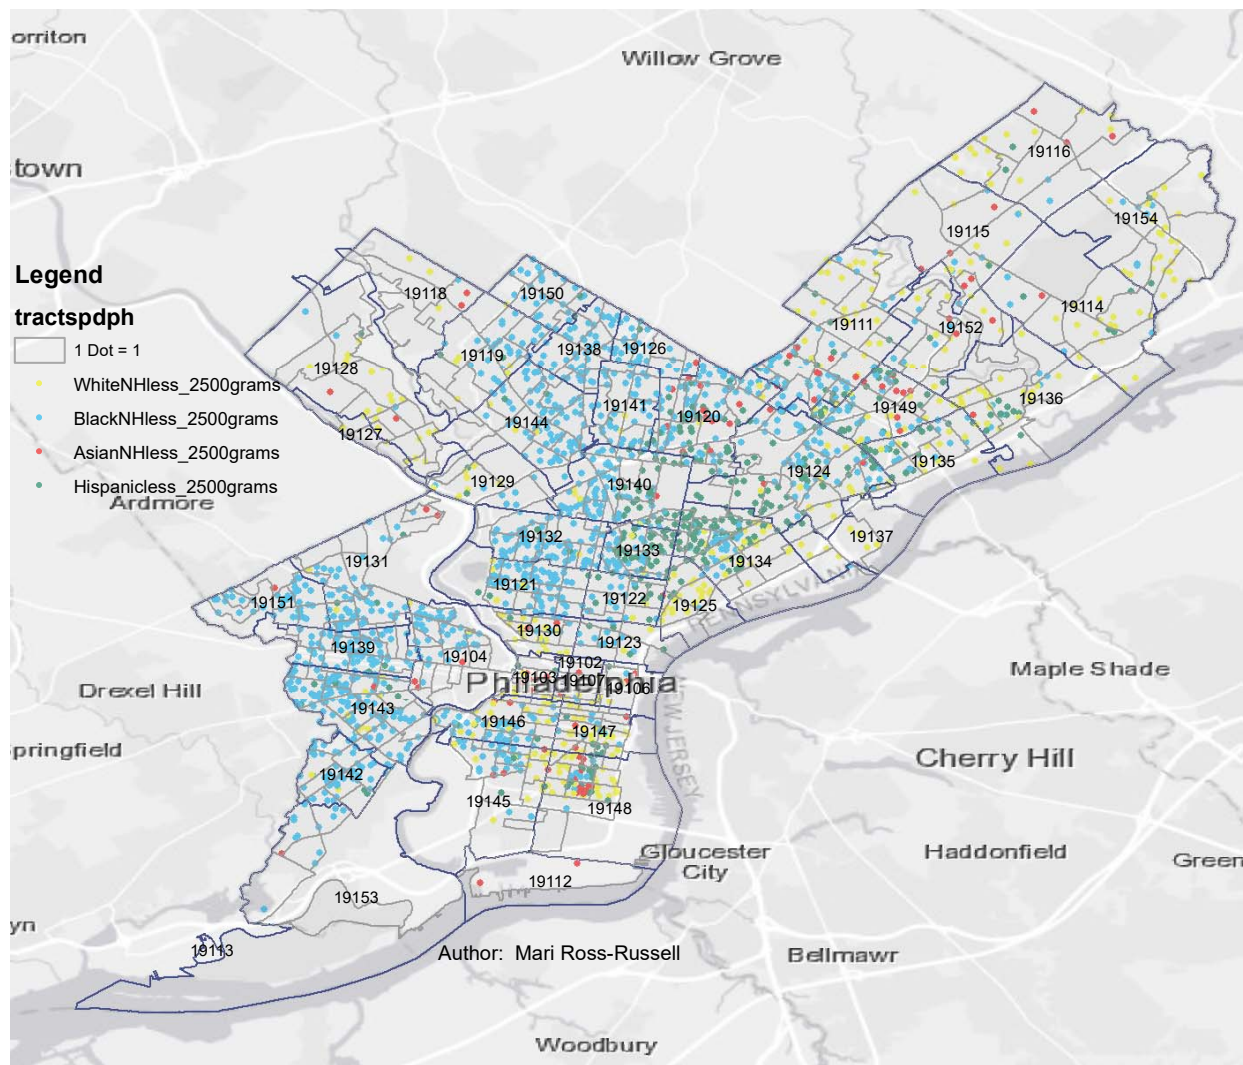 orriton
Willow Grove
19116
town
19154
19115
Legend
19118
19150
19114
tractspdph
19111
19152
1 Dot = 1
19119
19138
19126
19128
WhiteNHless_2500grams
19136
19141
19149
BlackNHless_2500grams
19120
19144
19127
AsianNHless_2500grams
19135
19124
19129
19140
Hispanicless_2500grams
Ardmore
19132
19137
19133
19131
19134
19121
PENNSYLVANIA
19122
19151
19125
19130
19123
19139
19104
19102
Maple Shade
19103
19107
Philadelphia
19106
Drexel Hill
19143
19146
NEW JERSEY
19147
pringfield
Cherry Hill
19142
19145
19148
Gloucester
City
Haddonfield
Green
19112
19153
yn
19113
Author: Mari Ross-Russell
Bellmawr
Woodbury